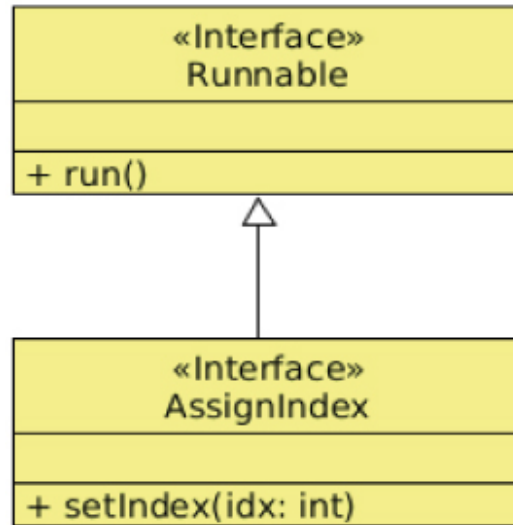 «Interface»
Runnable
+ run()
«Interface»
AssignIndex
+ setIndex(idx: int)